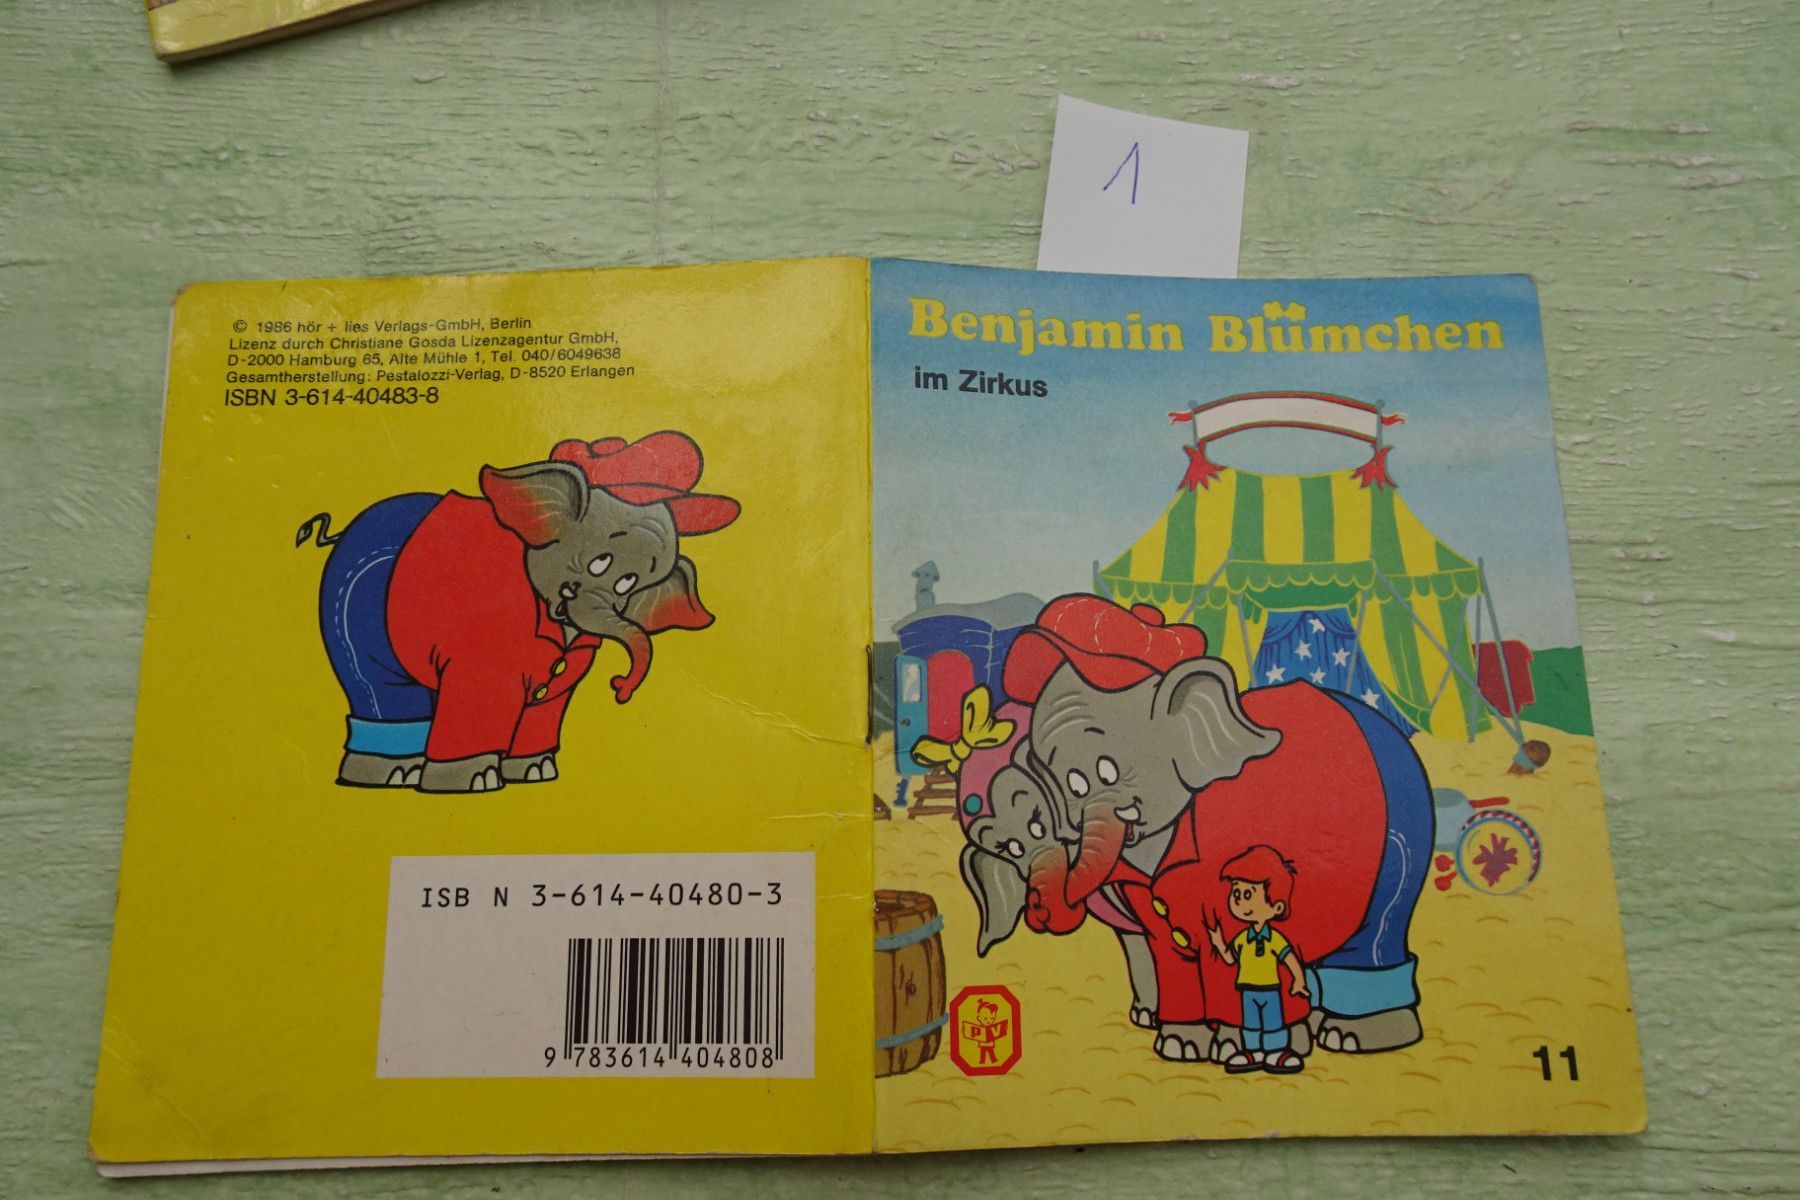 1
© 1986 hör + lies Verlags-GmbH, Berlin
Lizenz durch Christiane Gosda Lizenzagentur GmbH,
D-2000 Hamburg 65, Alte Mühle 1, Tel. 040/6049638
Gesamtherstellung: Pestalozzi-Verlag, D-8520 Erlangen
ISBN 3-614-40483-8
ISB N 3-614-40480-3
9 783614 404808
Benjamin Blümchen
im Zirkus
PV
11